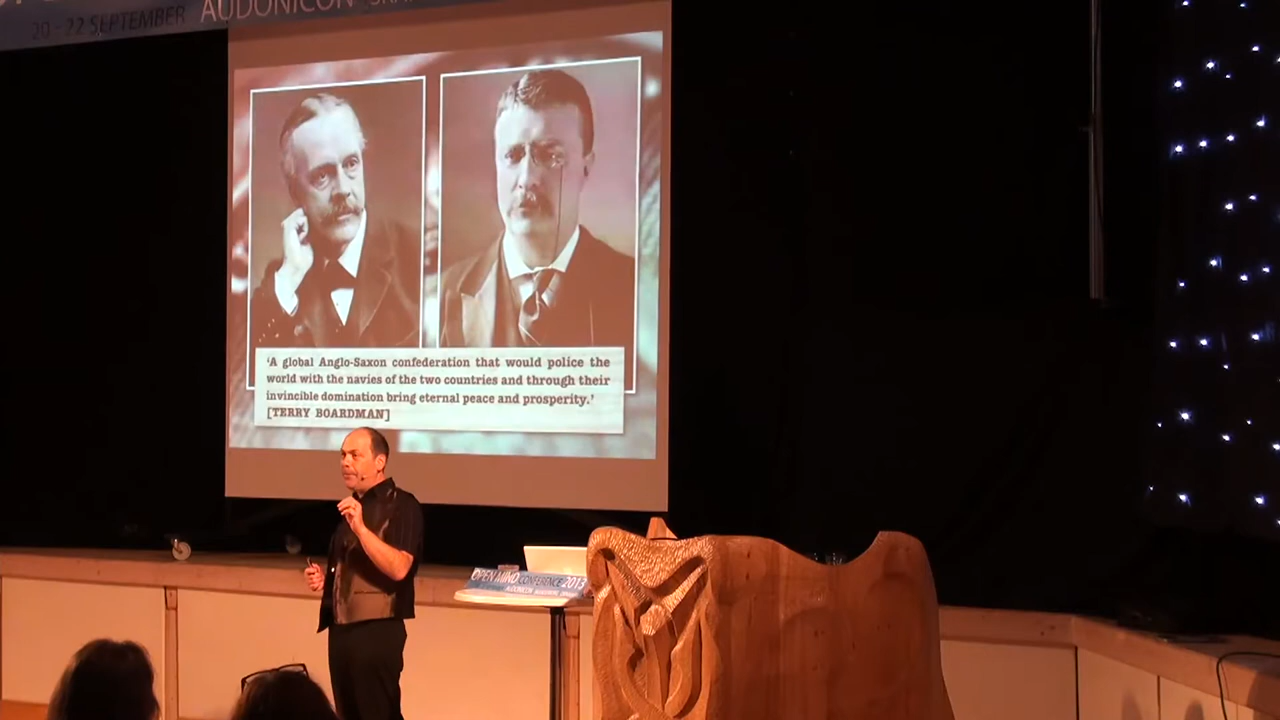 20 - 22 SEPTEMBER AUDONICON
'A global Anglo-Saxon confederation that would police the
world with the navies of the two countries and through their
invincible domination bring eternal peace and prosperity.'
[TERRY BOARDMAN]
OPEN MIND CONFERENCE 2013
AUDONICON